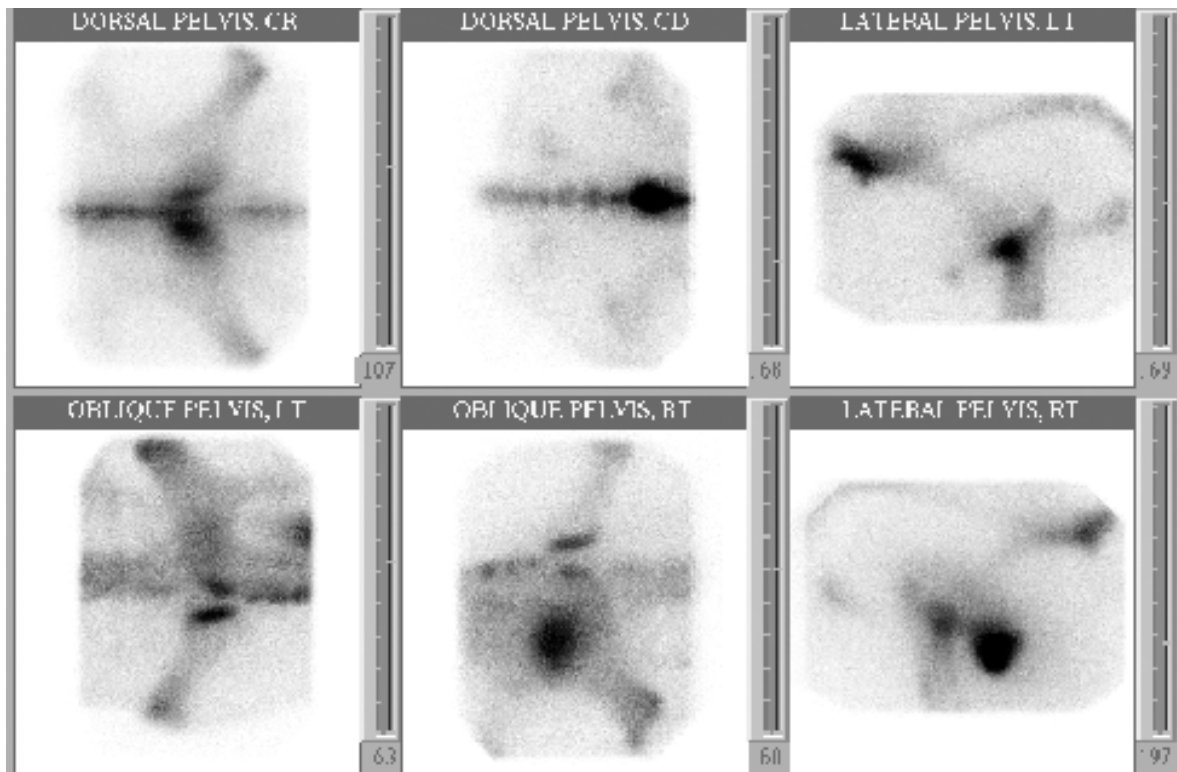 DORSAL PELVIS, CR
DORSAL PELVIS, CD
LATERAL PELVIS, LT
107
.68
.69
OBLIQUE PELVIS, LT
OBLIQUE PELVIS, RT
LATERAL PELVIS, RT
63
60
197